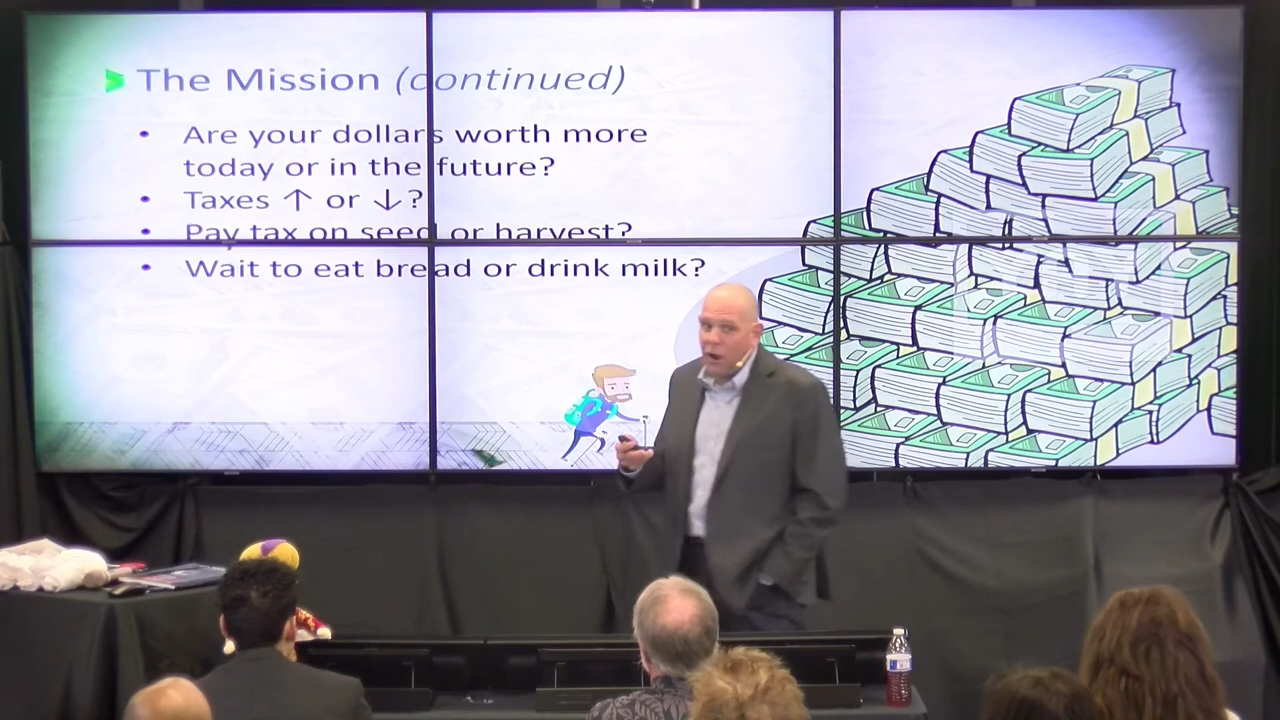 The Mission (continued)
• Are your dollars worth more
today or in the future?
• Taxes ↑ or ↓?
• Pay tax on seed or harvest?
• Wait to eat bread or drink milk?